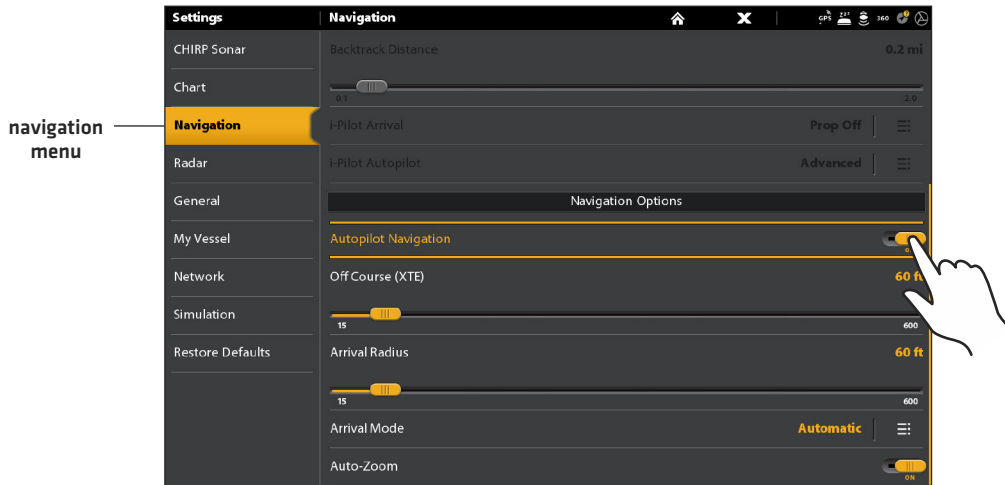 Settings
Navigation
GPS
zzz
360
?
CHIRP Sonar
Chart
Navigation
Radar
General
My Vessel
Network
Simulation
Restore Defaults
navigation
menu
Backtrack Distance 0.2 mi
0.1 2.0
i-Pilot Arrival Prop Off
i-Pilot Autopilot Advanced
Navigation Options
Autopilot Navigation
Off Course (XTE) 60 ft
15 600
Arrival Radius 60 ft
15 600
Arrival Mode Automatic
Auto-Zoom
ON